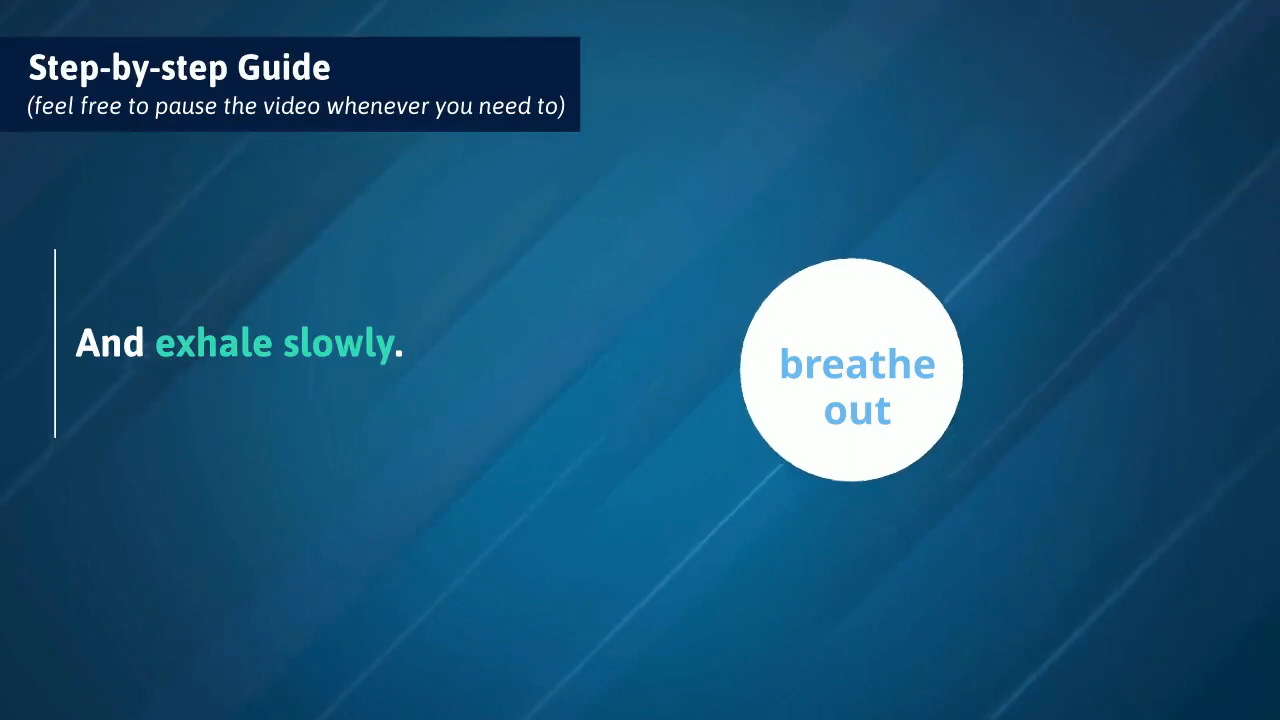 Step-by-step Guide
(feel free to pause the video whenever you need to)
And exhale slowly.
breathe
out